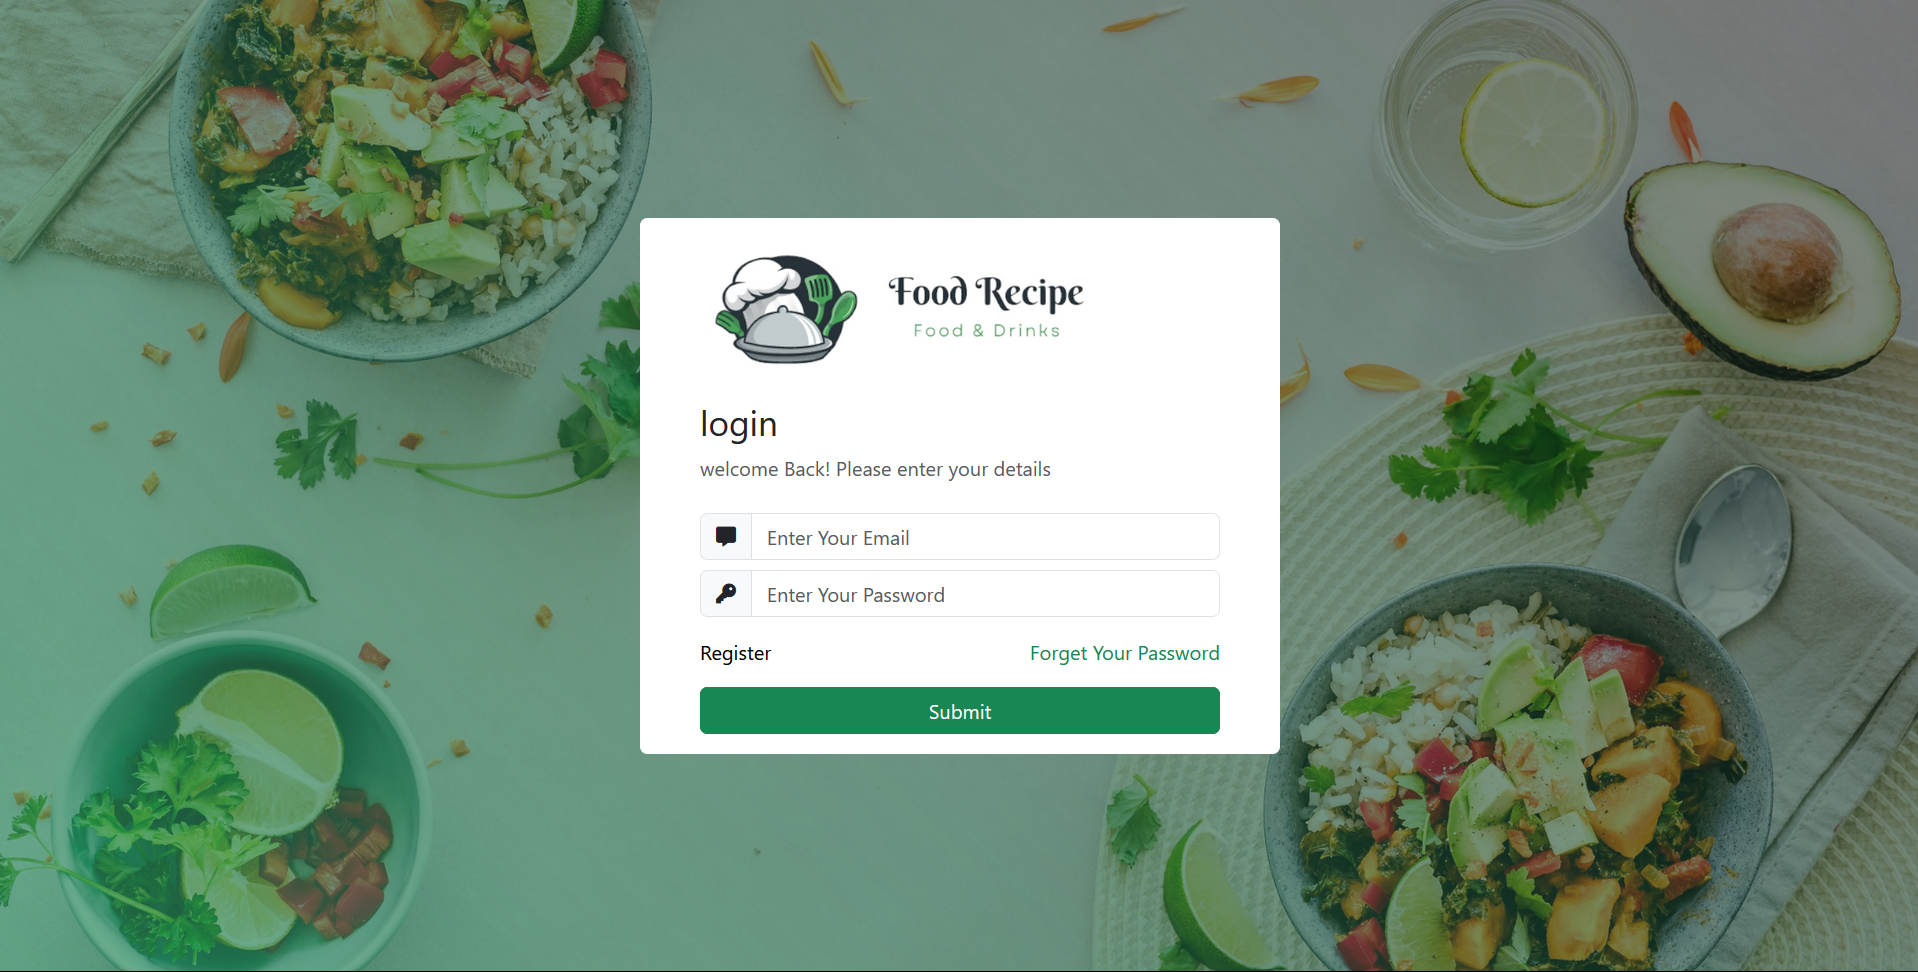 Food Recipe
Food & Drinks
login
welcome Back! Please enter your details
Enter Your Email
Enter Your Password
Register
Forget Your Password
Submit